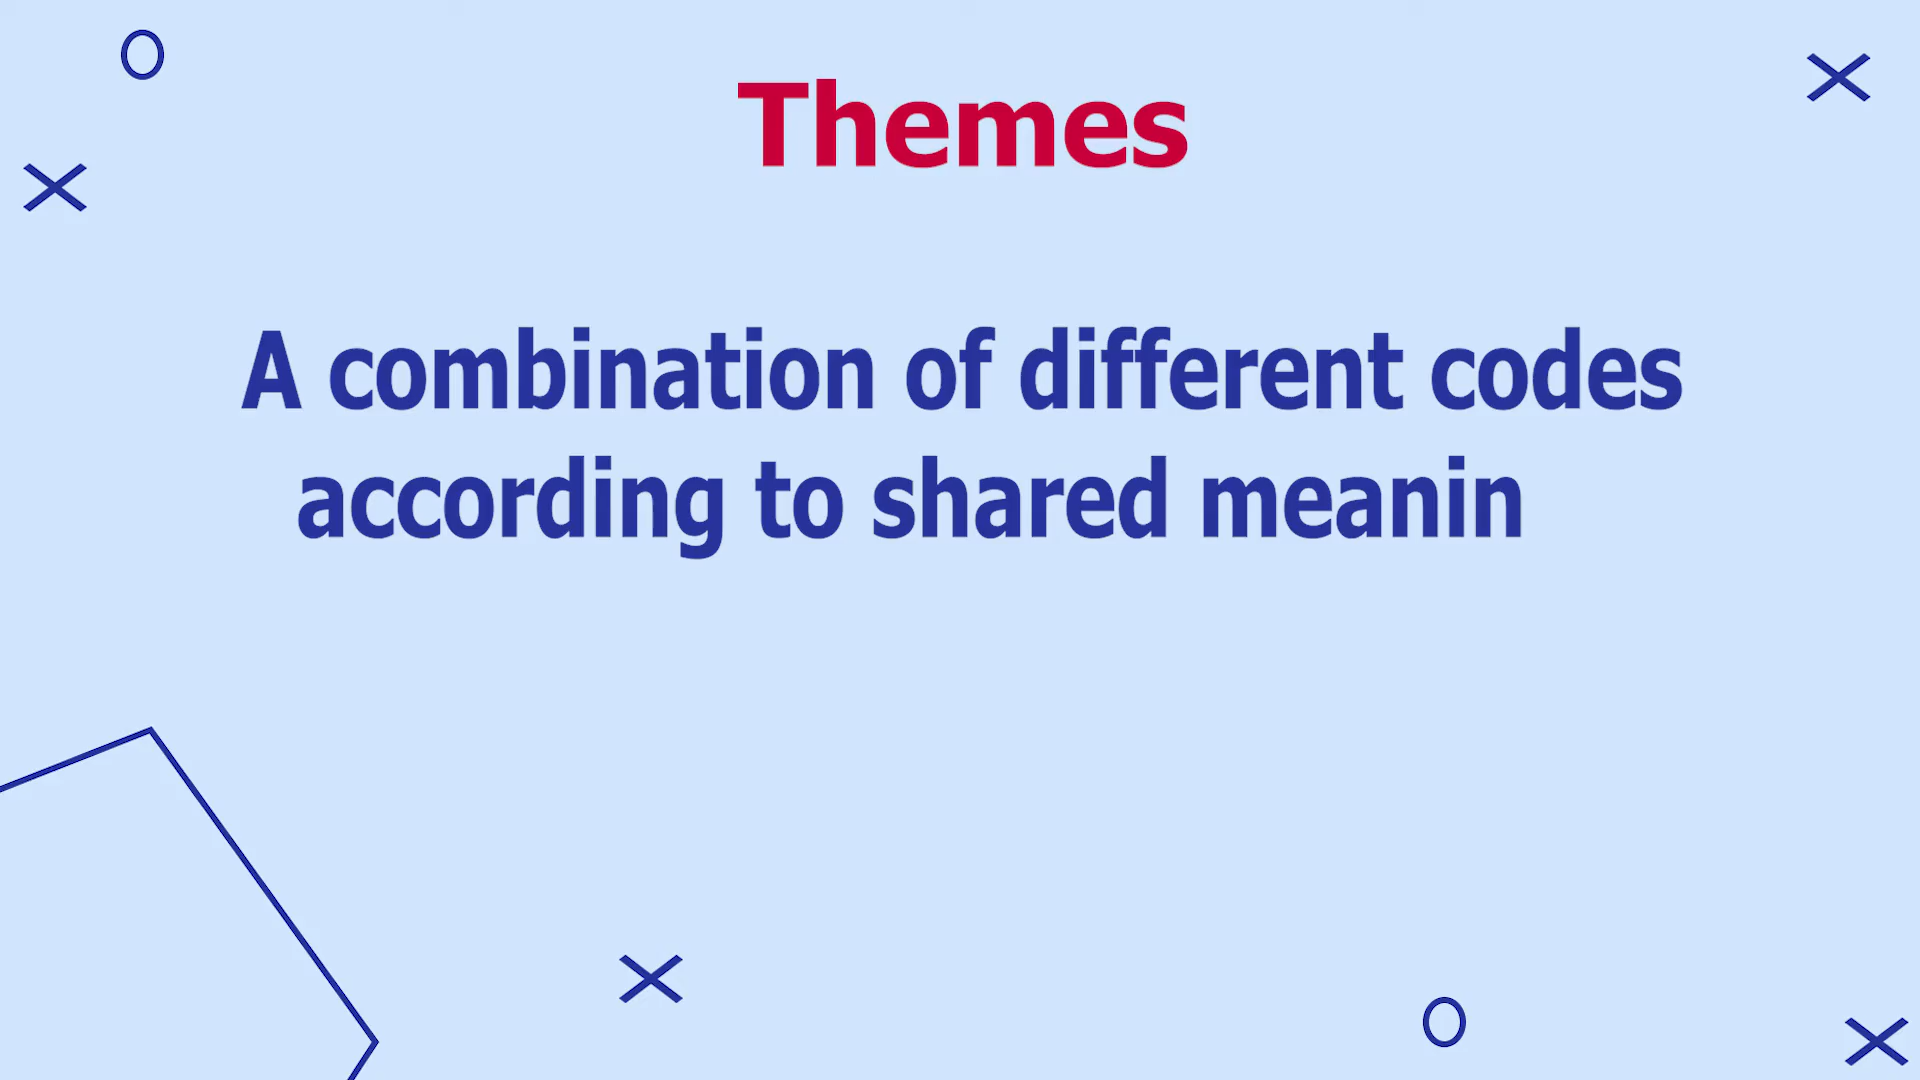 Themes
A combination of different codes
according to shared meanin